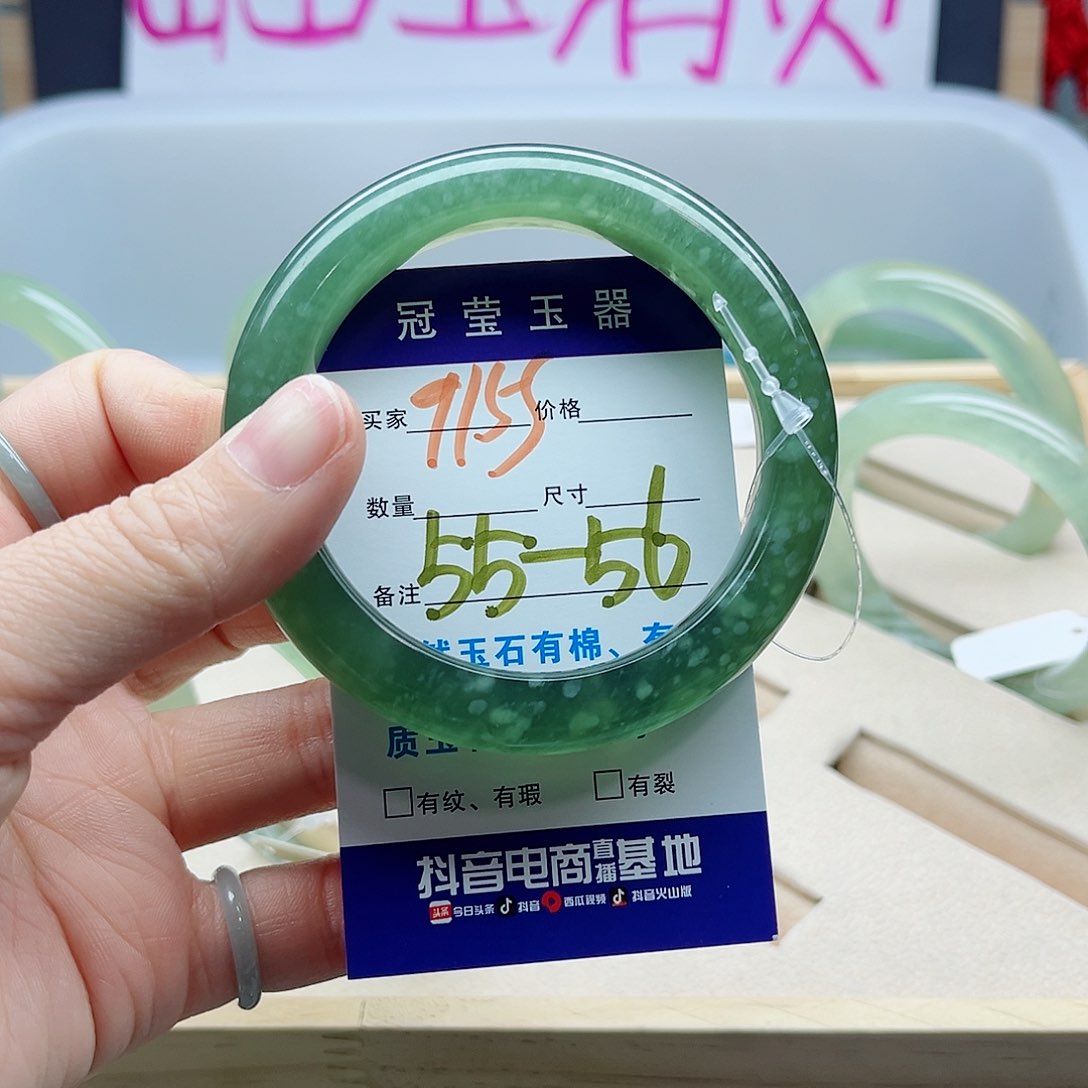 冠莹玉器
买家 9155 价格
数量 尺寸
55-56
备注
玉石有棉、有
质玉
□有纹、有瑕 □有裂
抖音电商直播基地
头条 今日头条 抖音 西瓜视频 抖音火山版